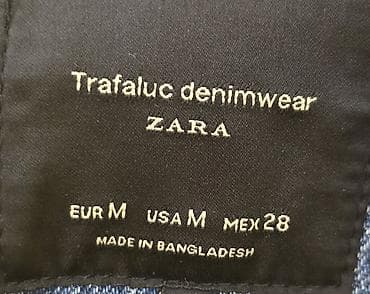 Trafaluc denimwear
ZARA
EUR M USA M MEX 28
MADE IN BANGLADESH